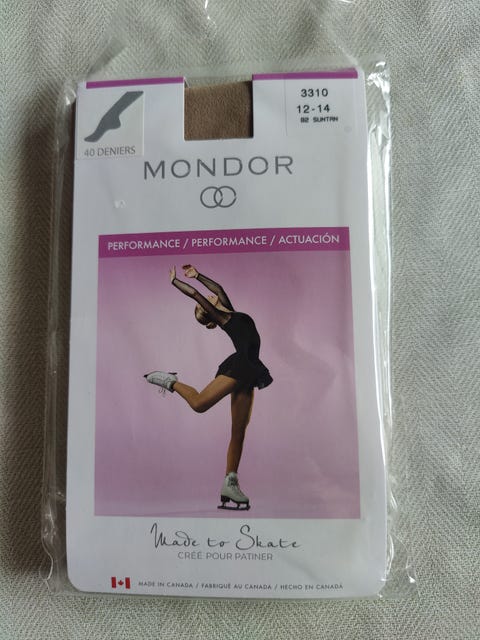 3310
12-14
02 SUNTAN
40 DENIERS
MONDOR
PERFORMANCE / PERFORMANCE / ACTUACIÓN
Made to Skate
CRÉÉ POUR PATINER
MADE IN CANADA / FABRIQUÉ AU CANADA / HECHO EN CANADA